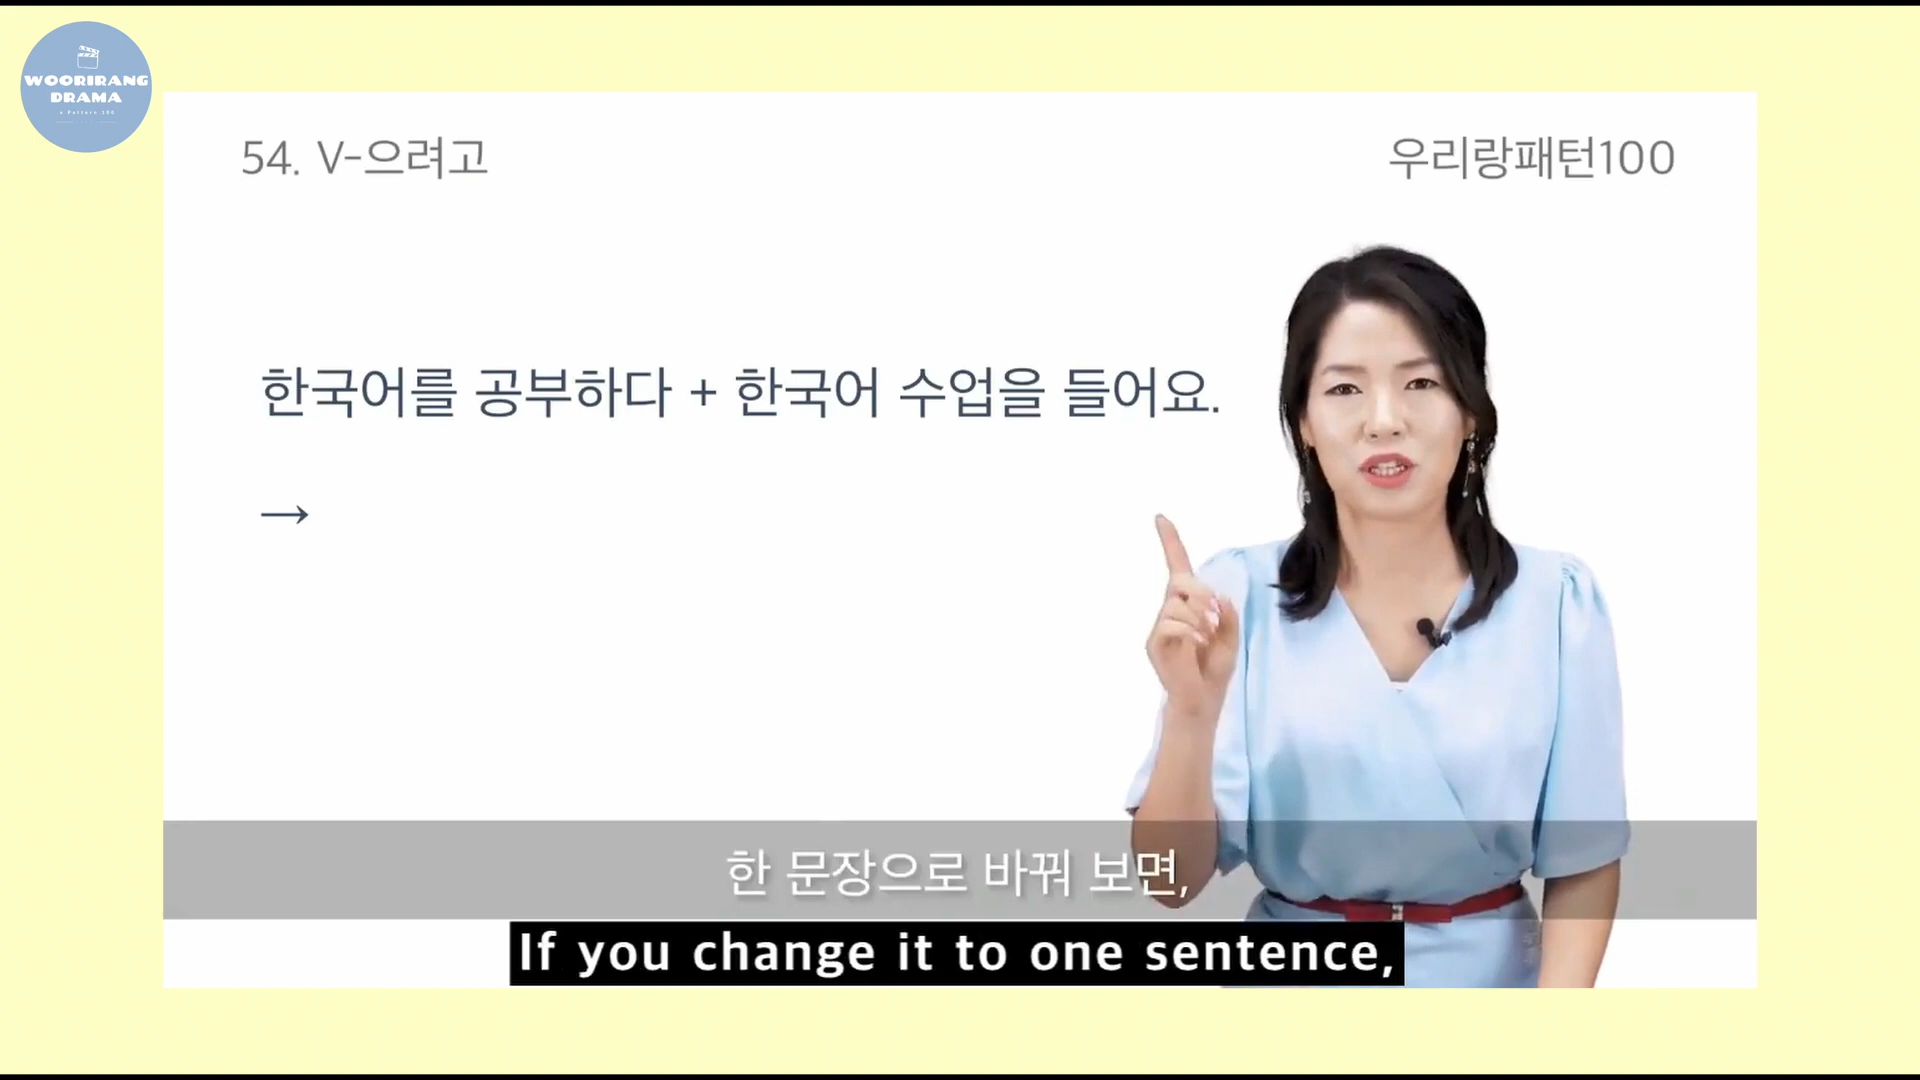 WOORIRANG
DRAMA
54. V-으려고
우리랑패턴100
한국어를 공부하다 + 한국어 수업을 들어요.
→
한 문장으로 바꿔 보면,
If you change it to one sentence,